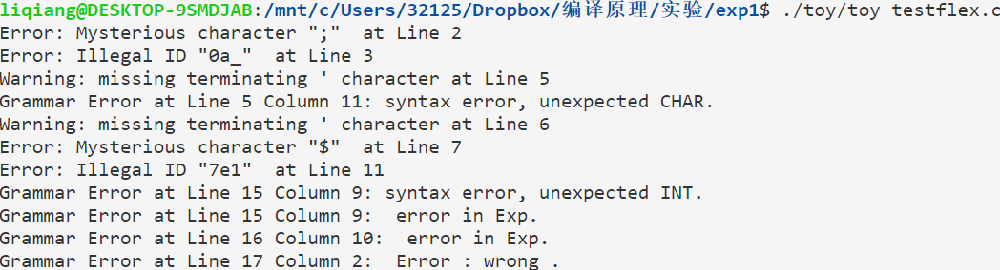 liqiang@DESKTOP-9SMDJAB:/mnt/c/Users/32125/Dropbox/编译原理/实验/exp1$ ./toy/toy testflex.c
Error: Mysterious character ";"  at Line 2
Error: Illegal ID "0a_"  at Line 3
Warning: missing terminating ' character at Line 5
Grammar Error at Line 5 Column 11: syntax error, unexpected CHAR.
Warning: missing terminating ' character at Line 6
Error: Mysterious character "$"  at Line 7
Error: Illegal ID "7e1"  at Line 11
Grammar Error at Line 15 Column 9: syntax error, unexpected INT.
Grammar Error at Line 15 Column 9:  error in Exp.
Grammar Error at Line 16 Column 10:  error in Exp.
Grammar Error at Line 17 Column 2:  Error : wrong .